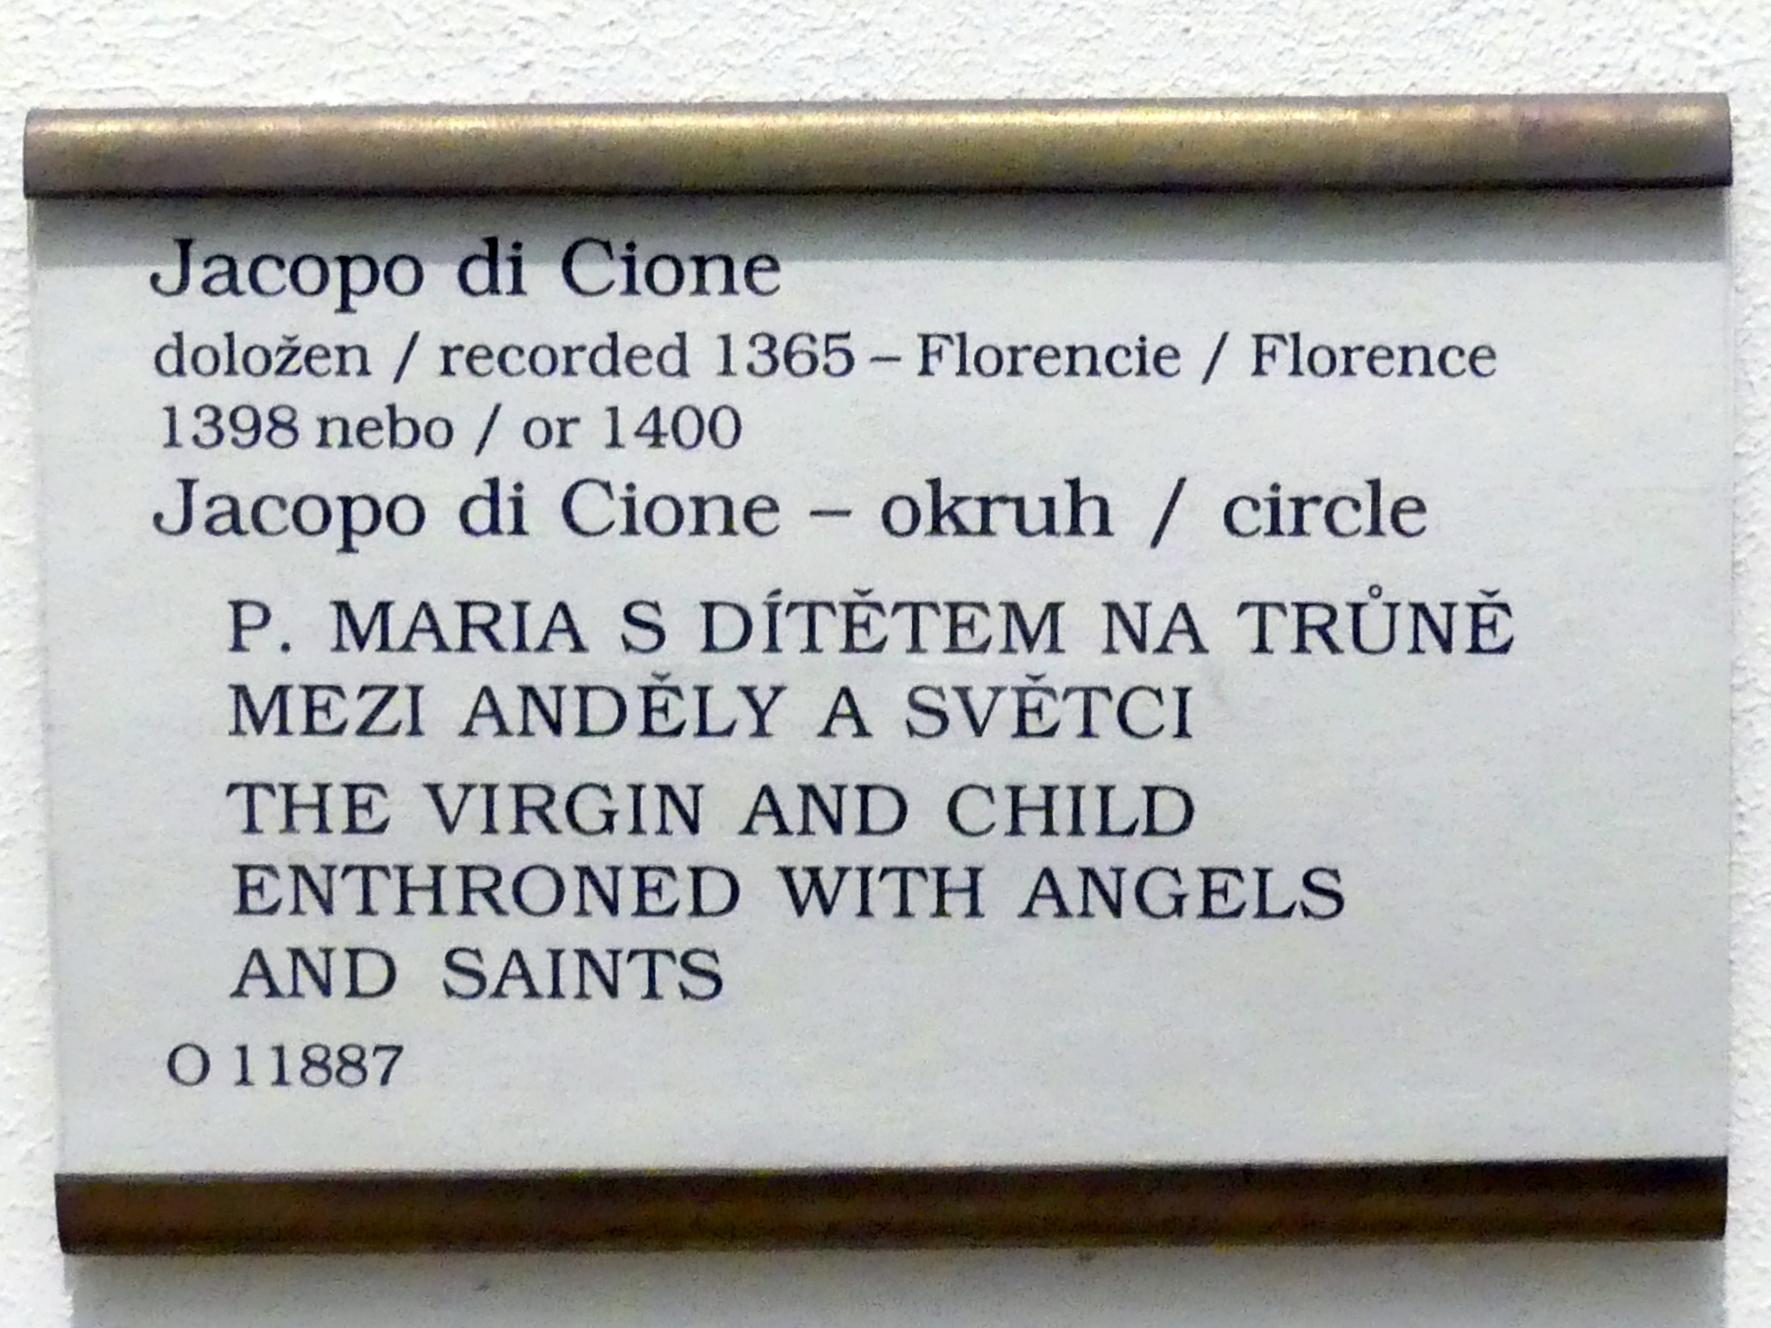 Jacopo di Cione
doložen / recorded 1365 – Florencie / Florence
1398 nebo / or 1400
Jacopo di Cione – okruh / circle
P. MARIA S DÍTĚTEM NA TRŮNĚ
MEZI ANDĚLY A SVĚTCI
THE VIRGIN AND CHILD
ENTHRONED WITH ANGELS
AND SAINTS
O 11887